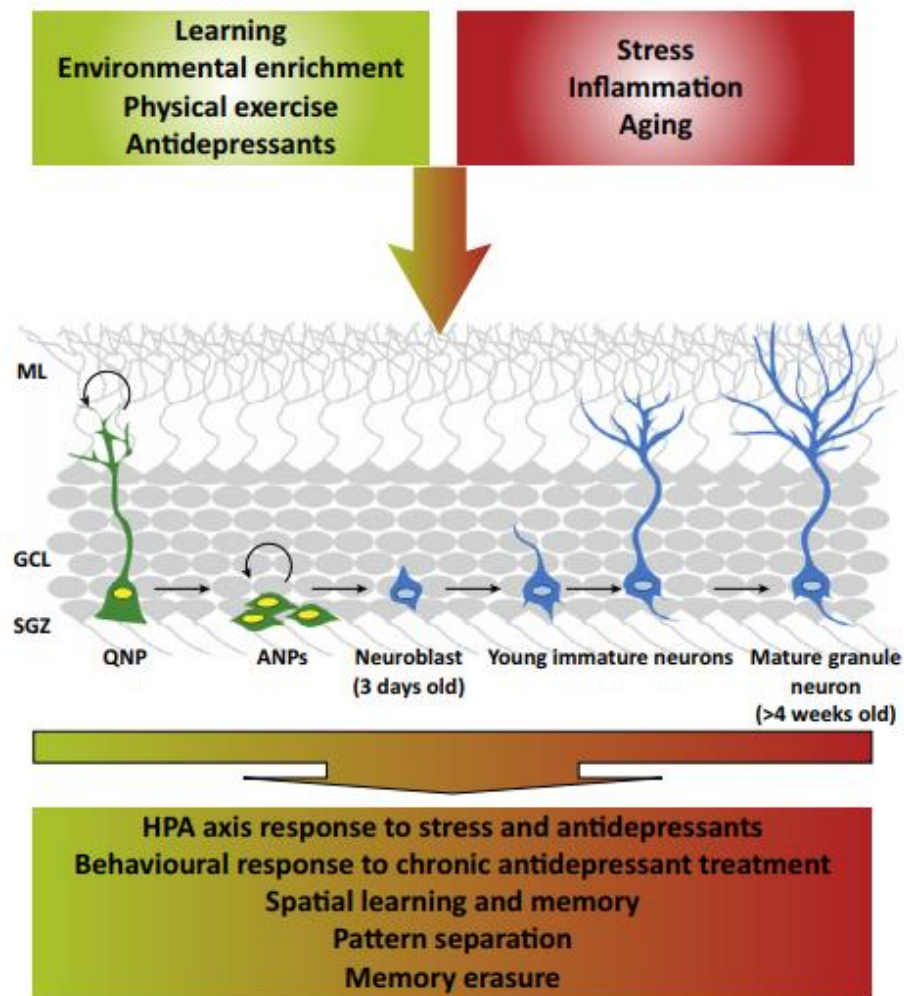 Learning
Environmental enrichment
Physical exercise
Antidepressants
Stress
Inflammation
Aging
ML
GCL
SGZ
QNP
ANPs
Neuroblast
(3 days old)
Young immature neurons
Mature granule
neuron
(>4 weeks old)
HPA axis response to stress and antidepressants
Behavioural response to chronic antidepressant treatment
Spatial learning and memory
Pattern separation
Memory erasure